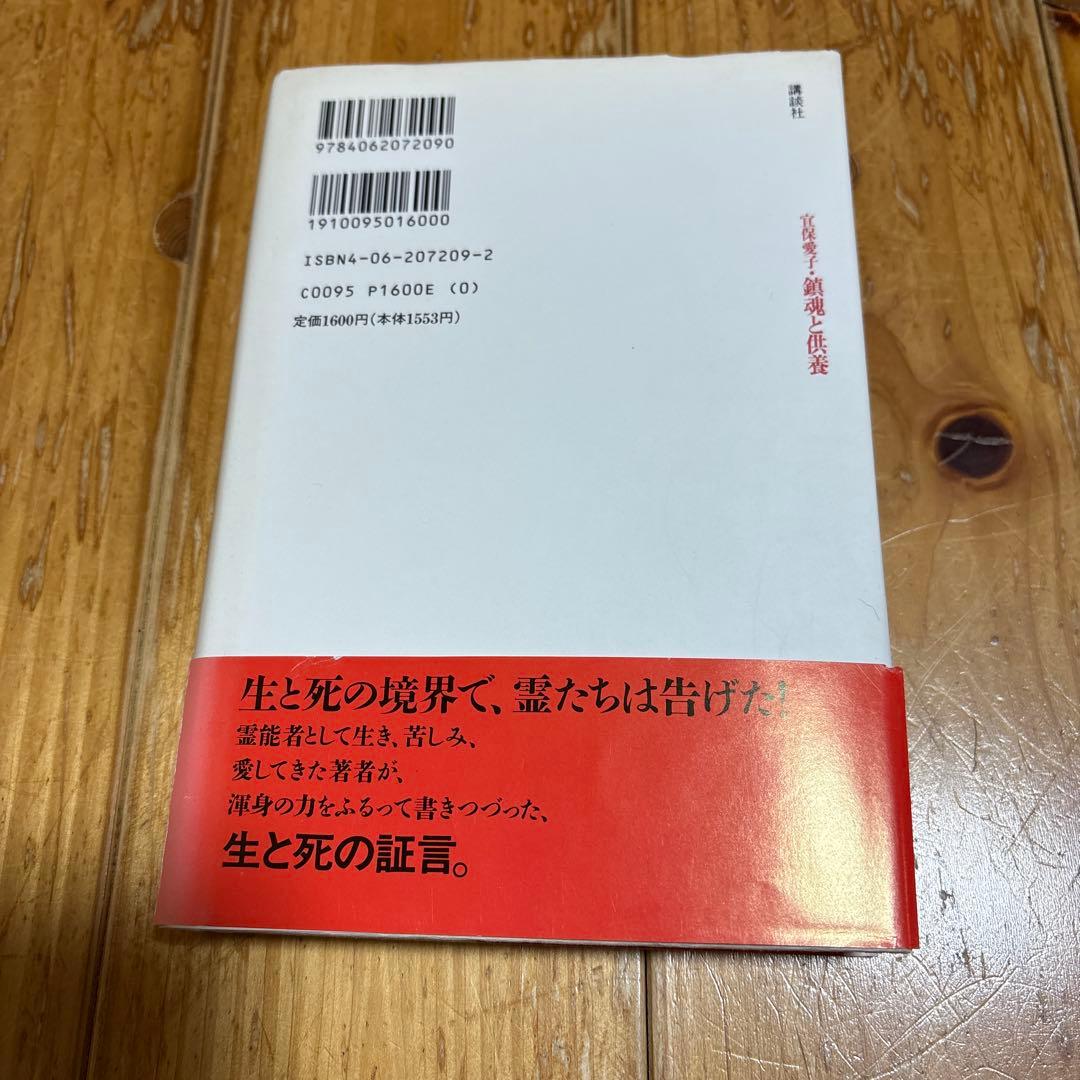 講談社
宜保愛子・鎮魂と供養
9784062072090
1910095016000
ISBN4-06-207209-2
C0095 P1600E (0)
定価1600円(本体1553円)
生と死の境界で、霊たちは告げた!
霊能者として生き、苦しみ、
愛してきた著者が、
渾身の力をふるって書きつづった、
生と死の証言。